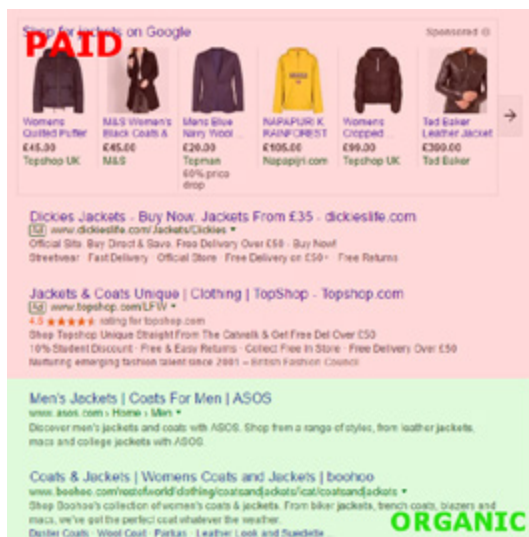 Shop for jackets on Google
Sponsored
PAID
Womens Quilted Puffer
£45.00
Topshop UK
M&S Women's Black Coats &
£65.00
M&S
Mens Blue Navy Wool ...
£20.00
Topman
60% price drop
NAPAPIJRI K RAINFOREST
£105.00
Napapijri.com
Womens Cropped ...
£99.00
Topshop UK
Ted Baker Leather Jacket
£399.00
Ted Baker
Dickies Jackets - Buy Now. Jackets From £35 - dickieslife.com
Ad www.dickieslife.com/Jackets/Dickies
Official Site. Buy Direct & Save. Free Delivery Over £50 · Buy Now!
Streetwear · Fast Delivery · Official Store · Free Delivery on £50+ · Free Returns
Jackets & Coats Unique | Clothing | TopShop - Topshop.com
Ad www.topshop.com/LFW
4.6 rating for topshop.com
Shop Topshop Unique Straight From The Catwalk & Get Free Del Over £50
10% Student Discount · Free & Easy Returns · Collect Free In Store · Free Delivery Over £50
Nurturing emerging fashion talent since 2001 – British Fashion Council
Men's Jackets | Coats For Men | ASOS
www.asos.com › Home › Men
Discover men's jackets and coats with ASOS. Shop from a range of styles, from leather jackets,
macs and college jackets with ASOS.
Coats & Jackets | Womens Coats and Jackets | boohoo
www.boohoo.com/restofworld/clothing/coatsandjackets/icat/coatsandjackets
Shop Boohoo's collection of women's coats & jackets. From biker jackets, trench coats, blazers and
macs, we've got the perfect coat whatever the weather.
Duster Coats · Wool Coat · Parkas · Leather Look and Suedette ...
ORGANIC